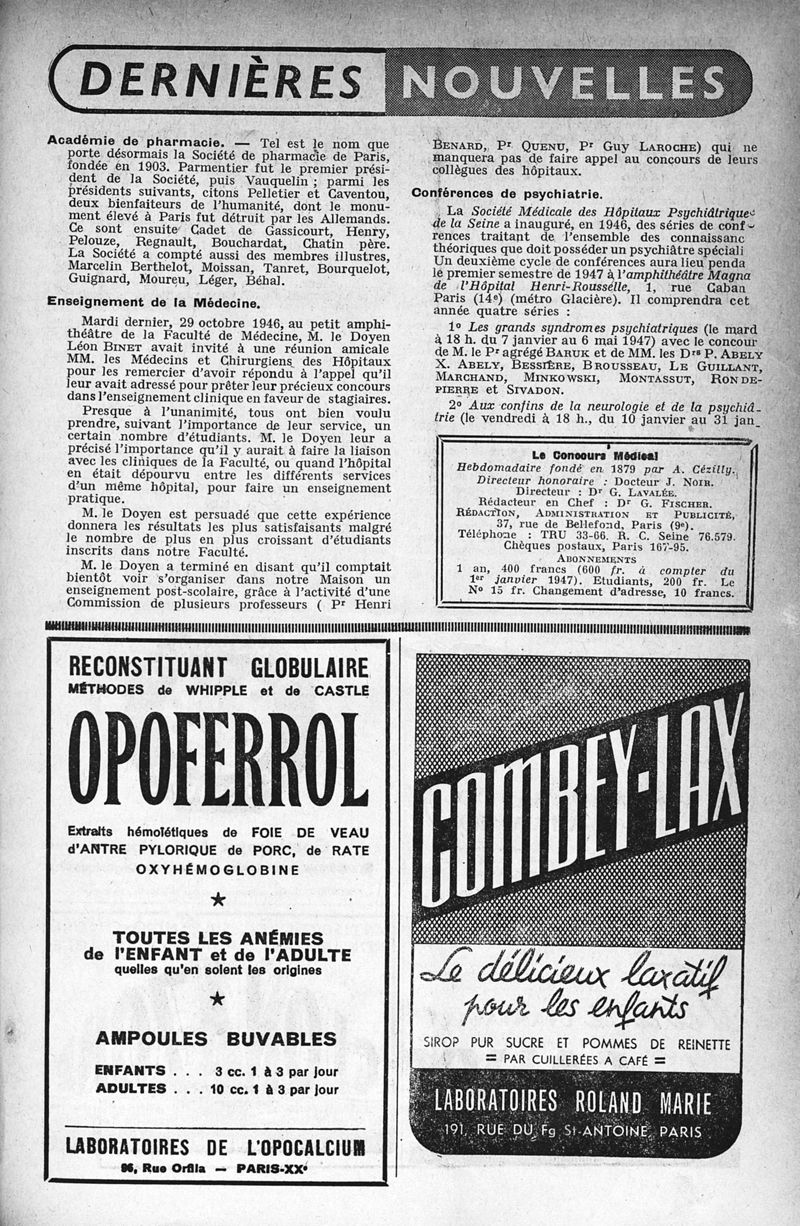 DERNIÈRES NOUVELLES
Académie de pharmacie. — Tel est le nom que
porte désormais la Société de pharmacie de Paris,
fondée en 1903. Parmentier fut le premier prési-
dent de la Société, puis Vauquelin ; parmi les
présidents suivants, citons Pelletier et Caventou,
deux bienfaiteurs de l'humanité, dont le monu-
ment élevé à Paris fut détruit par les Allemands.
Ce sont ensuite Cadet de Gassicourt, Henry,
Pelouze, Regnault, Bouchardat, Chatin père.
La Société a compté aussi des membres illustres,
Marcelin Berthelot, Moissan, Tanret, Bourquelot,
Guignard, Moureu, Léger, Béhal.
Enseignement de la Médecine.
Mardi dernier, 29 octobre 1946, au petit amphi-
théâtre de la Faculté de Médecine, M. le Doyen
Léon BINET avait invité à une réunion amicale
MM. les Médecins et Chirurgiens des Hôpitaux
pour les remercier d'avoir répondu à l'appel qu'il
leur avait adressé pour prêter leur précieux concours
dans l'enseignement clinique en faveur de stagiaires.
Presque à l'unanimité, tous ont bien voulu
prendre, suivant l'importance de leur service, un
certain nombre d'étudiants. M. le Doyen leur a
précisé l'importance qu'il y aurait à faire la liaison
avec les cliniques de la Faculté, ou quand l'hôpital
en était dépourvu entre les différents services
d'un même hôpital, pour faire un enseignement
pratique.
M. le Doyen est persuadé que cette expérience
donnera les résultats les plus satisfaisants malgré
le nombre de plus en plus croissant d'étudiants
inscrits dans notre Faculté.
M. le Doyen a terminé en disant qu'il comptait
bientôt voir s'organiser dans notre Maison un
enseignement post-scolaire, grâce à l'activité d'une
Commission de plusieurs professeurs ( Pr Henri
BENARD, Pr QUENU, Pr Guy LAROCHE) qui ne
manquera pas de faire appel au concours de leurs
collègues des hôpitaux.
Conférences de psychiatrie.
La Société Médicale des Hôpitaux Psychiâtriques
de la Seine a inauguré, en 1946, des séries de conf-
rences traitant de l'ensemble des connaissanc
théoriques que doit posséder un psychiâtre spéciali
Un deuxième cycle de conférences aura lieu penda
le premier semestre de 1947 à l'amphithéâtre Magna
de l'Hôpital Henri-Rousselle, 1, rue Caban
Paris (14e) (métro Glacière). Il comprendra cet
année quatre séries :
1o Les grands syndromes psychiatriques (le mard
à 18 h. du 7 janvier au 6 mai 1947) avec le concour
de M. le Pr agrégé BARUK et de MM. les Drs P. ABELY
X. ABELY, BESSIÈRE, BROUSSEAU, LE GUILLANT,
MARCHAND, MINKOWSKI, MONTASSUT, RONDE-
PIERRE et SIVADON.
2o Aux confins de la neurologie et de la psychiâ-
trie (le vendredi à 18 h., du 10 janvier au 31 jan
Le Concours Médical
Hebdomadaire fondé en 1879 par A. Cézilly.
Directeur honoraire : Docteur J. NOIR.
Directeur : Dr G. LAVALÉE.
Rédacteur en Chef : Dr G. FISCHER.
RÉDACTION, ADMINISTRATION ET PUBLICITÉ,
37, rue de Bellefond, Paris (9e).
Téléphone : TRU 33-66. R. C. Seine 76.579.
Chèques postaux, Paris 167-95.
ABONNEMENTS
1 an, 400 francs (600 fr. à compter du
1er janvier 1947). Etudiants, 200 fr. Le
No 15 fr. Changement d'adresse, 10 francs.
RECONSTITUANT GLOBULAIRE
MÉTHODES de WHIPPLE et de CASTLE
OPOFERROL
Extraits hémoïétiques de FOIE DE VEAU
d'ANTRE PYLORIQUE de PORC, de RATE
OXYHÉMOGLOBINE
TOUTES LES ANÉMIES
de l'ENFANT et de l'ADULTE
quelles qu'en soient les origines
AMPOULES BUVABLES
ENFANTS . . . 3 cc. 1 à 3 par jour
ADULTES . . . 10 cc. 1 à 3 par jour
LABORATOIRES DE L'OPOCALCIUM
96, Rue Orfila — PARIS-XXe
COMBEY-LAX
Le délicieux laxatif
pour les enfants
SIROP PUR SUCRE ET POMMES DE REINETTE
= PAR CUILLERÉES A CAFÉ =
LABORATOIRES ROLAND MARIE
191, RUE DU Fg St-ANTOINE, PARIS